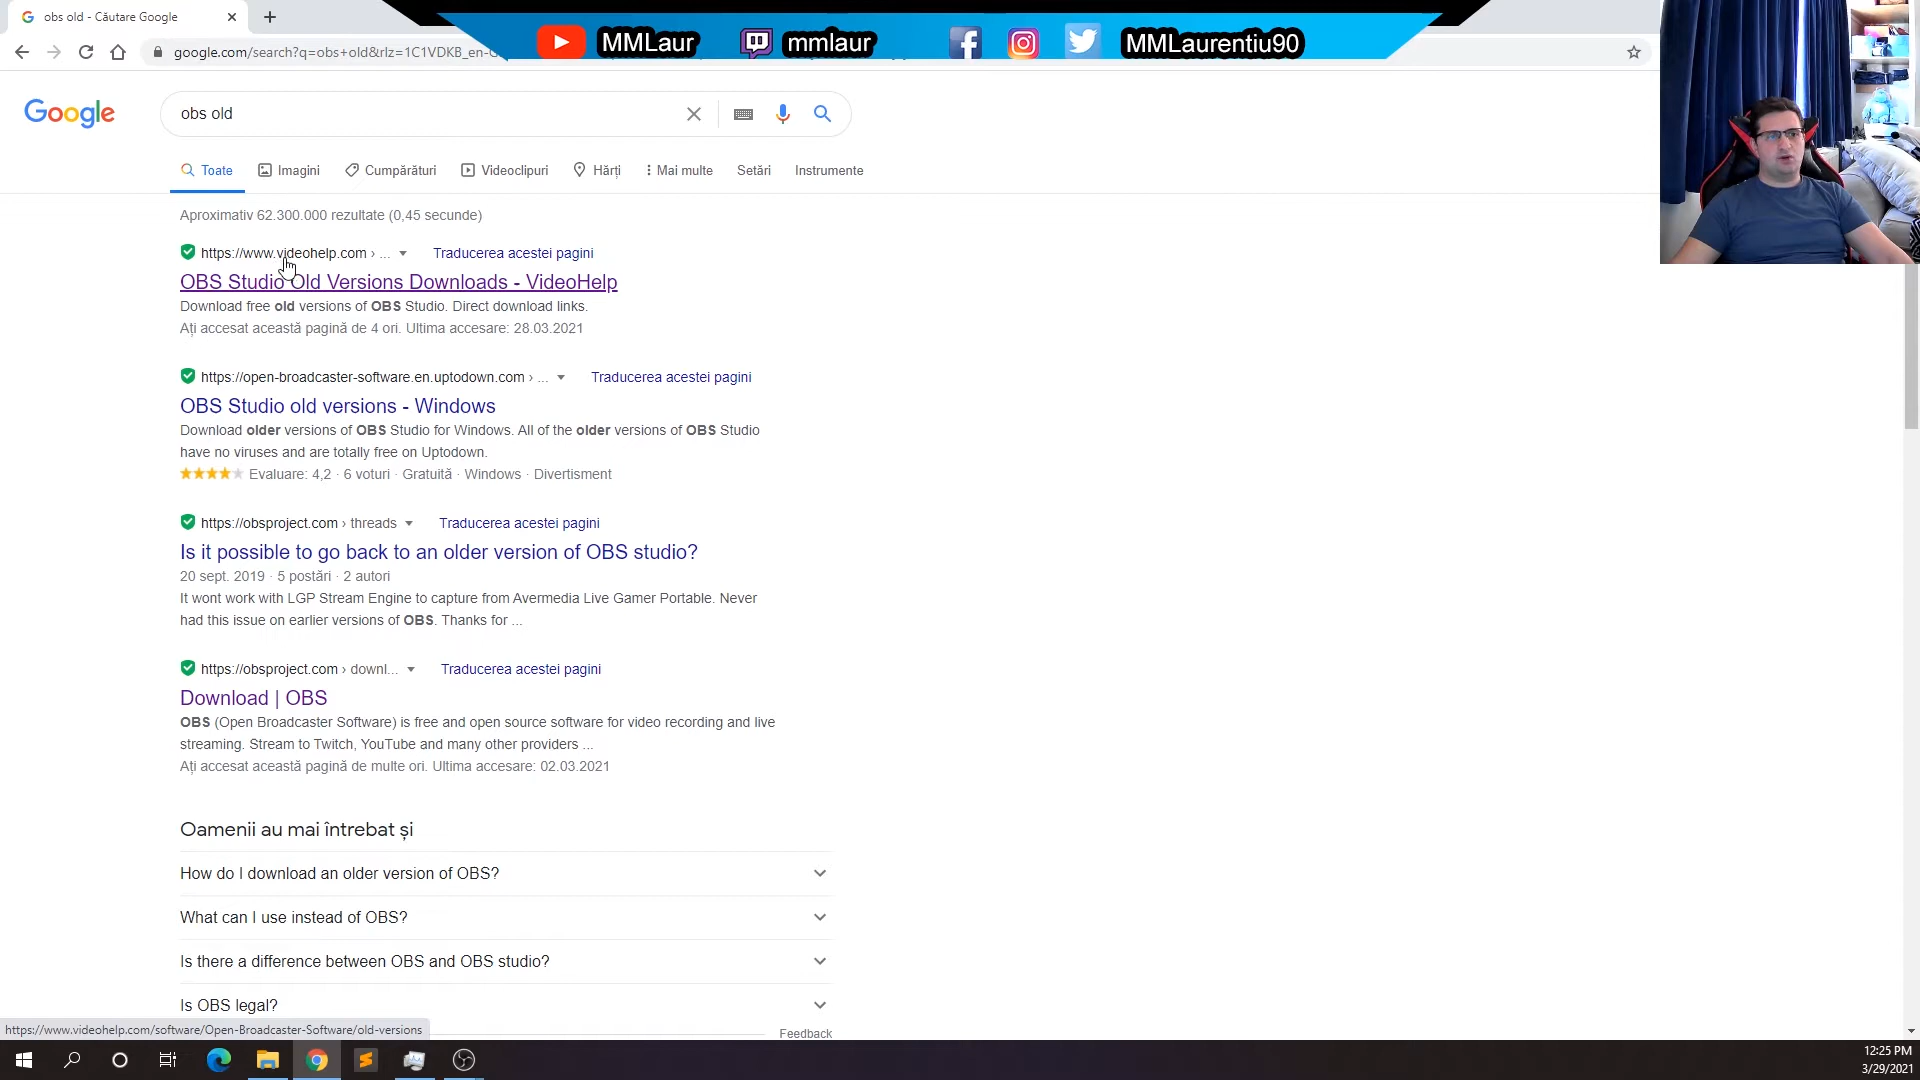 obs old - Căutare Google
google.com/search?q=obs+old&rlz=1C1VDKB_en-G
MMLaur
mmlaur
MMLaurentiu90
Google
obs old
Toate
Imagini
Cumpărături
Videoclipuri
Hărți
Mai multe
Setări
Instrumente
Aproximativ 62.300.000 rezultate (0,45 secunde)
https://www.videohelp.com › ... Traducerea acestei pagini
OBS Studio Old Versions Downloads - VideoHelp
Download free old versions of OBS Studio. Direct download links.
Ați accesat această pagină de 4 ori. Ultima accesare: 28.03.2021
https://open-broadcaster-software.en.uptodown.com › ... Traducerea acestei pagini
OBS Studio old versions - Windows
Download older versions of OBS Studio for Windows. All of the older versions of OBS Studio
have no viruses and are totally free on Uptodown.
Evaluare: 4,2 · 6 voturi · Gratuită · Windows · Divertisment
https://obsproject.com › threads Traducerea acestei pagini
Is it possible to go back to an older version of OBS studio?
20 sept. 2019 · 5 postări · 2 autori
It wont work with LGP Stream Engine to capture from Avermedia Live Gamer Portable. Never
had this issue on earlier versions of OBS. Thanks for ...
https://obsproject.com › downl... Traducerea acestei pagini
Download | OBS
OBS (Open Broadcaster Software) is free and open source software for video recording and live
streaming. Stream to Twitch, YouTube and many other providers ...
Ați accesat această pagină de multe ori. Ultima accesare: 02.03.2021
Oamenii au mai întrebat și
How do I download an older version of OBS?
What can I use instead of OBS?
Is there a difference between OBS and OBS studio?
Is OBS legal?
Feedback
https://www.videohelp.com/software/Open-Broadcaster-Software/old-versions
12:25 PM
3/29/2021